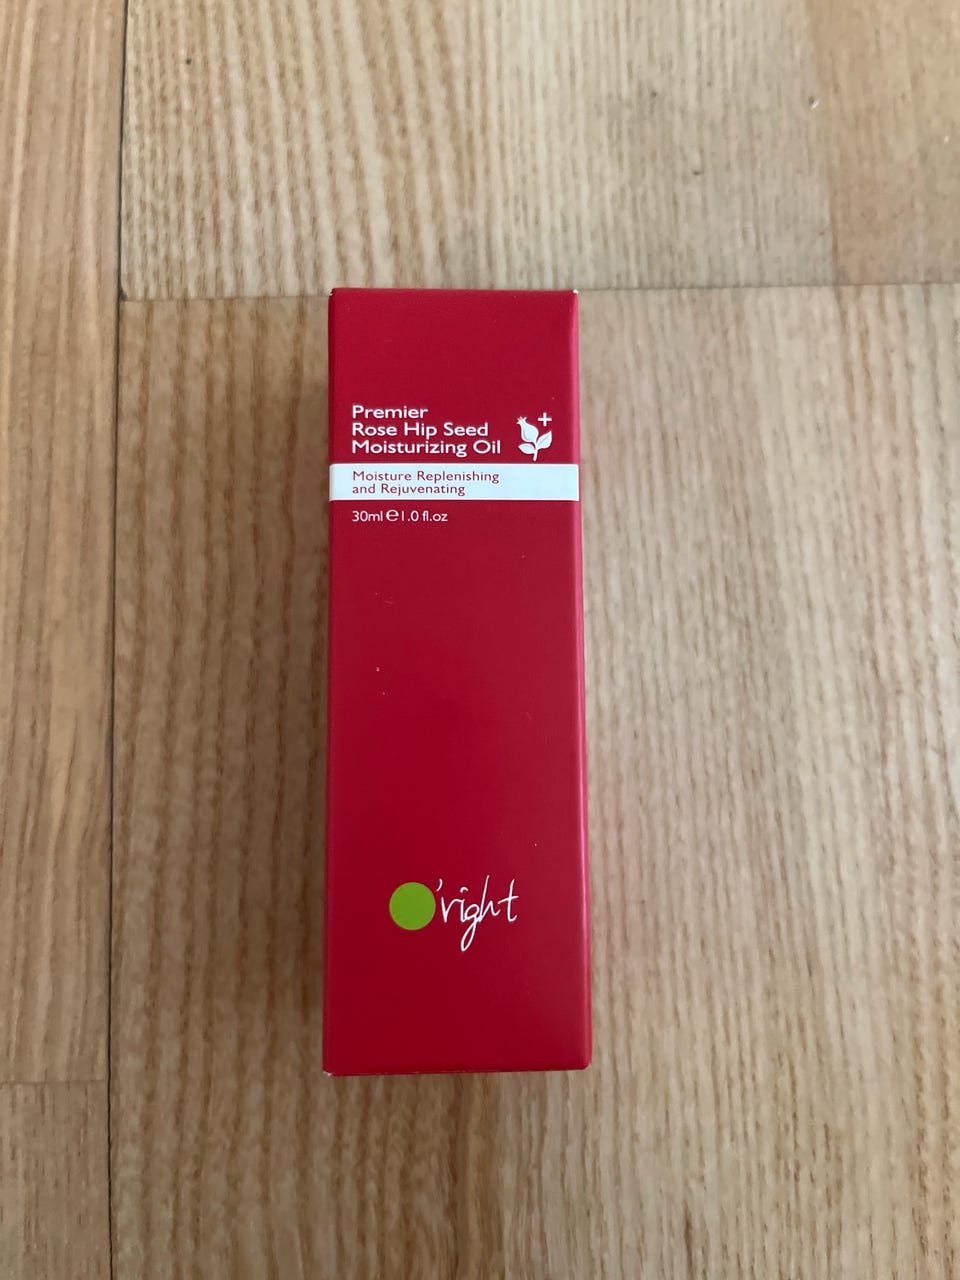 Premier
Rose Hip Seed
Moisturizing Oil
Moisture Replenishing
and Rejuvenating
30ml ℮ 1.0 fl.oz
O'right